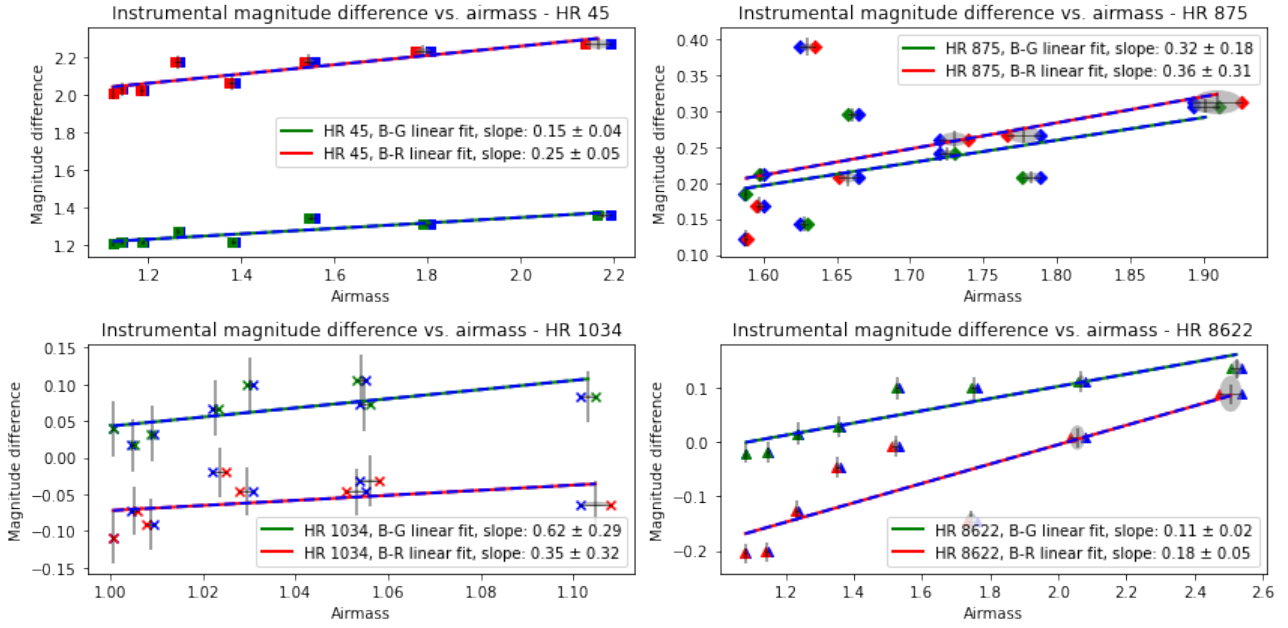 Instrumental magnitude difference vs. airmass - HR 45
Magnitude difference
2.2
2.0
1.8
1.6
1.4
1.2
HR 45, B-G linear fit, slope: 0.15 ± 0.04
HR 45, B-R linear fit, slope: 0.25 ± 0.05
1.2 1.4 1.6 1.8 2.0 2.2
Airmass
Instrumental magnitude difference vs. airmass - HR 875
Magnitude difference
0.40
0.35
0.30
0.25
0.20
0.15
0.10
HR 875, B-G linear fit, slope: 0.32 ± 0.18
HR 875, B-R linear fit, slope: 0.36 ± 0.31
1.60 1.65 1.70 1.75 1.80 1.85 1.90
Airmass
Instrumental magnitude difference vs. airmass - HR 1034
Magnitude difference
0.15
0.10
0.05
0.00
−0.05
−0.10
−0.15
HR 1034, B-G linear fit, slope: 0.62 ± 0.29
HR 1034, B-R linear fit, slope: 0.35 ± 0.32
1.00 1.02 1.04 1.06 1.08 1.10
Airmass
Instrumental magnitude difference vs. airmass - HR 8622
Magnitude difference
0.1
0.0
−0.1
−0.2
HR 8622, B-G linear fit, slope: 0.11 ± 0.02
HR 8622, B-R linear fit, slope: 0.18 ± 0.05
1.2 1.4 1.6 1.8 2.0 2.2 2.4 2.6
Airmass